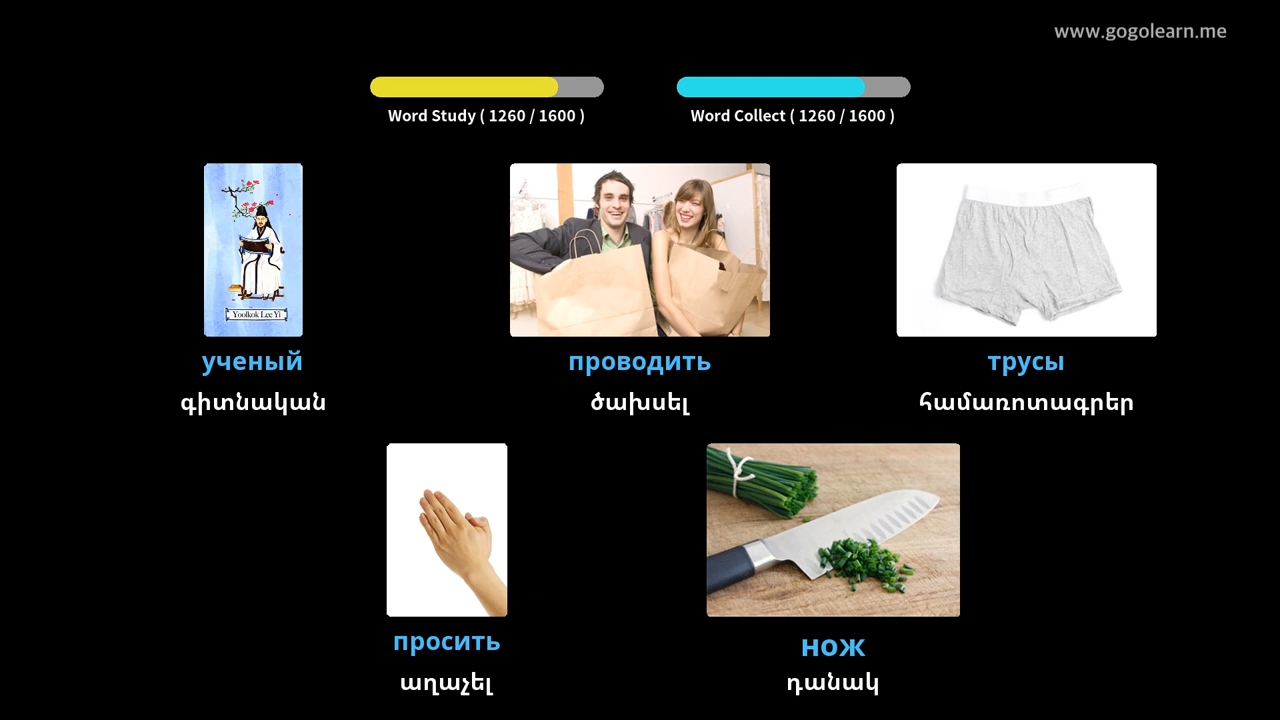 www.gogolearn.me
Word Study ( 1260 / 1600 )
Word Collect ( 1260 / 1600 )
Yoolkok Lee Yi
ученый
проводить
трусы
գիտնական
ծախսել
համառոտագրեր
просить
нож
աղաչել
դանակ